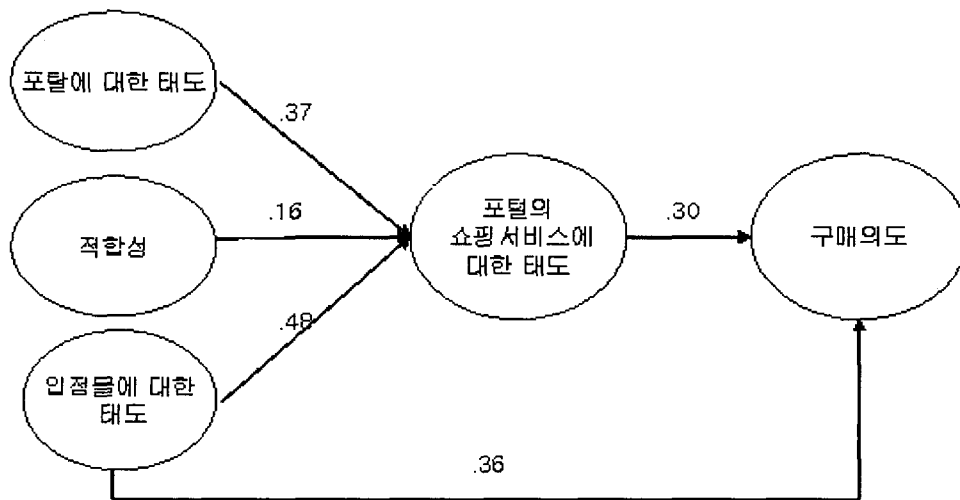 포탈에 대한 태도
.37
적합성
.16
포털의
쇼핑 서비스에
대한 태도
.30
구매의도
.48
입점몰에 대한
태도
.36